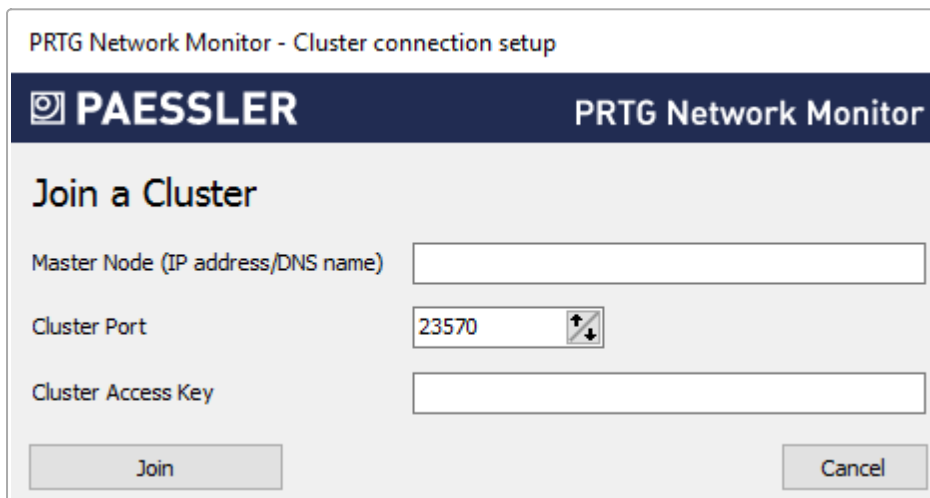 PRTG Network Monitor - Cluster connection setup
PAESSLER PRTG Network Monitor
Join a Cluster
Master Node (IP address/DNS name)
Cluster Port 23570
Cluster Access Key
Join Cancel